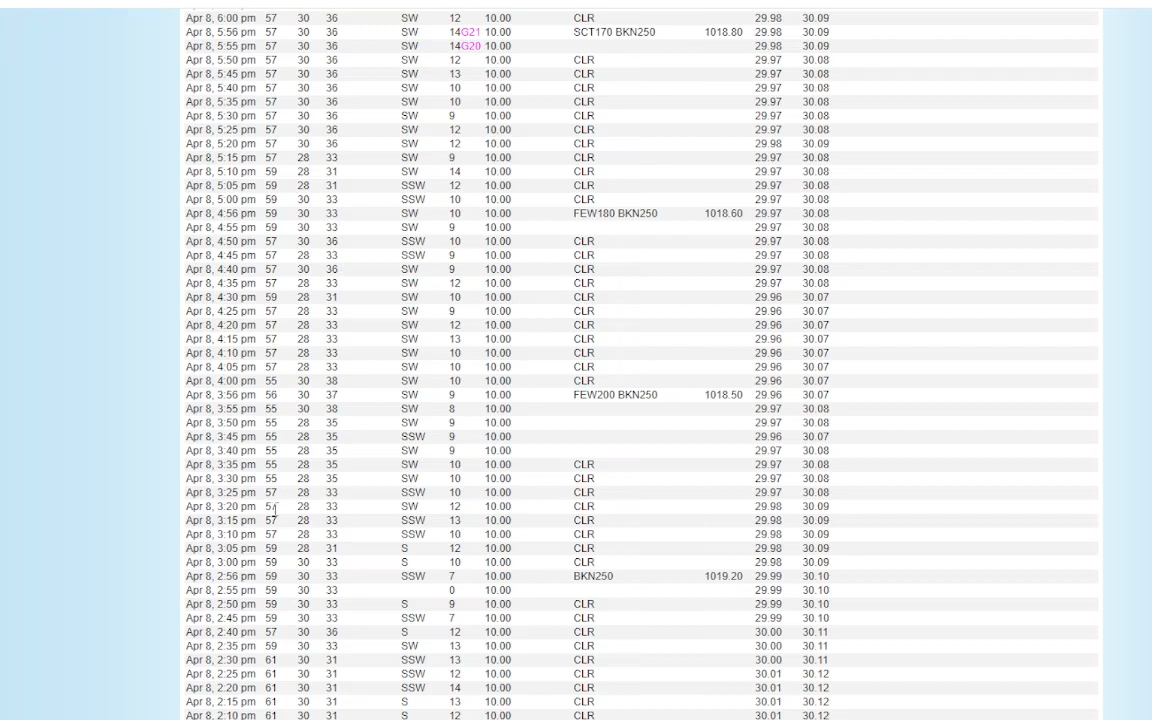 Apr 8, 6:00 pm 57 30 36 SW 12 10.00 CLR 29.98 30.09
Apr 8, 5:56 pm 57 30 36 SW 14G21 10.00 SCT170 BKN250 1018.80 29.98 30.09
Apr 8, 5:55 pm 57 30 36 SW 14G20 10.00 29.98 30.09
Apr 8, 5:50 pm 57 30 36 SW 12 10.00 CLR 29.97 30.08
Apr 8, 5:45 pm 57 30 36 SW 13 10.00 CLR 29.97 30.08
Apr 8, 5:40 pm 57 30 36 SW 10 10.00 CLR 29.97 30.08
Apr 8, 5:35 pm 57 30 36 SW 10 10.00 CLR 29.97 30.08
Apr 8, 5:30 pm 57 30 36 SW 9 10.00 CLR 29.97 30.08
Apr 8, 5:25 pm 57 30 36 SW 12 10.00 CLR 29.97 30.08
Apr 8, 5:20 pm 57 30 36 SW 12 10.00 CLR 29.98 30.09
Apr 8, 5:15 pm 57 28 33 SW 9 10.00 CLR 29.97 30.08
Apr 8, 5:10 pm 59 28 31 SW 14 10.00 CLR 29.97 30.08
Apr 8, 5:05 pm 59 28 31 SSW 12 10.00 CLR 29.97 30.08
Apr 8, 5:00 pm 59 30 33 SSW 10 10.00 CLR 29.97 30.08
Apr 8, 4:56 pm 59 30 33 SW 10 10.00 FEW180 BKN250 1018.60 29.97 30.08
Apr 8, 4:55 pm 59 30 33 SW 9 10.00 29.97 30.08
Apr 8, 4:50 pm 57 30 36 SSW 10 10.00 CLR 29.97 30.08
Apr 8, 4:45 pm 57 28 33 SSW 9 10.00 CLR 29.97 30.08
Apr 8, 4:40 pm 57 30 36 SW 9 10.00 CLR 29.97 30.08
Apr 8, 4:35 pm 57 28 33 SW 12 10.00 CLR 29.97 30.08
Apr 8, 4:30 pm 59 28 31 SW 10 10.00 CLR 29.96 30.07
Apr 8, 4:25 pm 57 28 33 SW 9 10.00 CLR 29.96 30.07
Apr 8, 4:20 pm 57 28 33 SW 12 10.00 CLR 29.96 30.07
Apr 8, 4:15 pm 57 28 33 SW 13 10.00 CLR 29.96 30.07
Apr 8, 4:10 pm 57 28 33 SW 10 10.00 CLR 29.96 30.07
Apr 8, 4:05 pm 57 28 33 SW 10 10.00 CLR 29.96 30.07
Apr 8, 4:00 pm 55 30 38 SW 10 10.00 CLR 29.96 30.07
Apr 8, 3:56 pm 56 30 37 SW 9 10.00 FEW200 BKN250 1018.50 29.96 30.07
Apr 8, 3:55 pm 55 30 38 SW 8 10.00 29.97 30.08
Apr 8, 3:50 pm 55 28 35 SW 9 10.00 29.97 30.08
Apr 8, 3:45 pm 55 28 35 SSW 9 10.00 29.96 30.07
Apr 8, 3:40 pm 55 28 35 SW 9 10.00 29.97 30.08
Apr 8, 3:35 pm 55 28 35 SW 10 10.00 CLR 29.97 30.08
Apr 8, 3:30 pm 55 28 35 SW 10 10.00 CLR 29.97 30.08
Apr 8, 3:25 pm 57 28 33 SSW 10 10.00 CLR 29.97 30.08
Apr 8, 3:20 pm 28 33 SW 12 10.00 CLR 29.98 30.09
Apr 8, 3:15 pm 57 28 33 SSW 13 10.00 CLR 29.98 30.09
Apr 8, 3:10 pm 57 28 33 SSW 10 10.00 CLR 29.98 30.09
Apr 8, 3:05 pm 59 28 31 S 12 10.00 CLR 29.98 30.09
Apr 8, 3:00 pm 59 30 33 S 10 10.00 CLR 29.98 30.09
Apr 8, 2:56 pm 59 30 33 SSW 7 10.00 BKN250 1019.20 29.99 30.10
Apr 8, 2:55 pm 59 30 33 0 10.00 29.99 30.10
Apr 8, 2:50 pm 59 30 33 S 9 10.00 CLR 29.99 30.10
Apr 8, 2:45 pm 59 30 33 SSW 7 10.00 CLR 29.99 30.10
Apr 8, 2:40 pm 57 30 36 S 12 10.00 CLR 30.00 30.11
Apr 8, 2:35 pm 59 30 33 SW 13 10.00 CLR 30.00 30.11
Apr 8, 2:30 pm 61 30 31 SSW 13 10.00 CLR 30.00 30.11
Apr 8, 2:25 pm 61 30 31 SSW 12 10.00 CLR 30.01 30.12
Apr 8, 2:20 pm 61 30 31 SSW 14 10.00 CLR 30.01 30.12
Apr 8, 2:15 pm 61 30 31 S 13 10.00 CLR 30.01 30.12
Apr 8, 2:10 pm 61 30 31 S 12 10.00 CLR 30.01 30.12